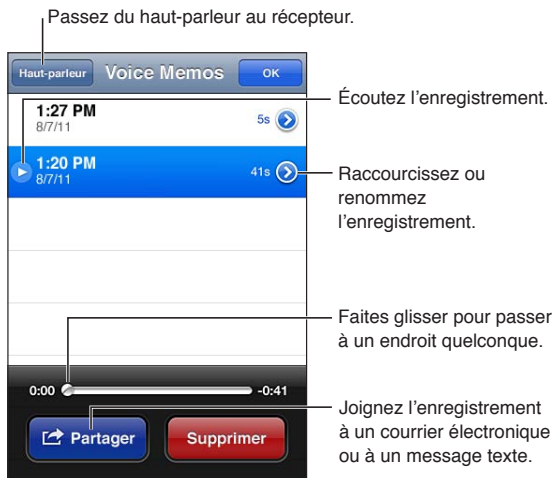 Passez du haut-parleur au récepteur.
Haut-parleur
Voice Memos
OK
Écoutez l'enregistrement.
1:27 PM
8/7/11
5s
1:20 PM
8/7/11
41s
Raccourcissez ou
renommez
l'enregistrement.
Faites glisser pour passer
à un endroit quelconque.
0:00
-0:41
Partager
Supprimer
Joignez l'enregistrement
à un courrier électronique
ou à un message texte.